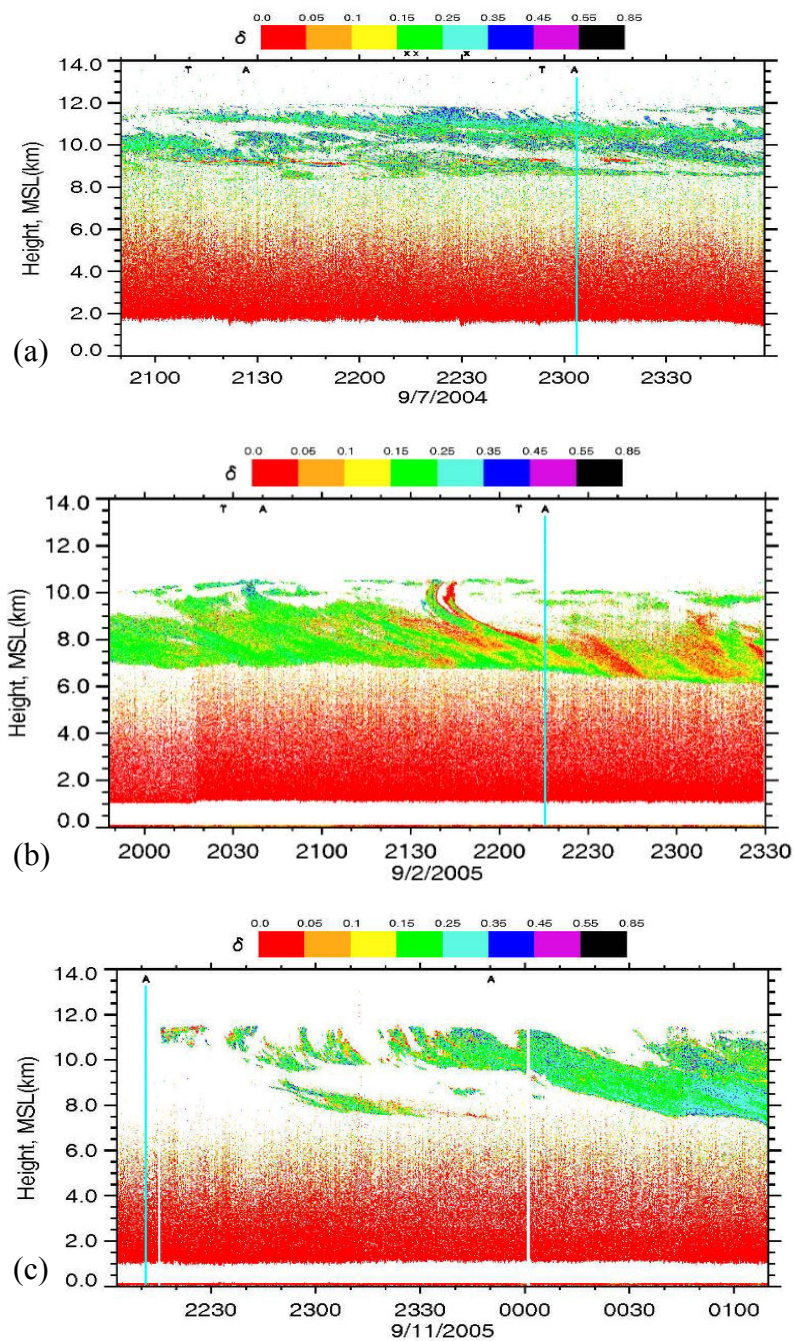 0.0 0.05 0.1 0.15 0.25 0.35 0.45 0.55 0.85
δ
x x x
14.0 T A T A
12.0
10.0
8.0
6.0
4.0
2.0
0.0
Height, MSL(km)
(a)
2100 2130 2200 2230 2300 2330
9/7/2004
0.0 0.05 0.1 0.15 0.25 0.35 0.45 0.55 0.85
δ
14.0 T A T A
12.0
10.0
8.0
6.0
4.0
2.0
0.0
Height, MSL(km)
(b)
2000 2030 2100 2130 2200 2230 2300 2330
9/2/2005
0.0 0.05 0.1 0.15 0.25 0.35 0.45 0.55 0.85
δ
14.0 A A
12.0
10.0
8.0
6.0
4.0
2.0
0.0
Height, MSL(km)
(c)
2230 2300 2330 0000 0030 0100
9/11/2005